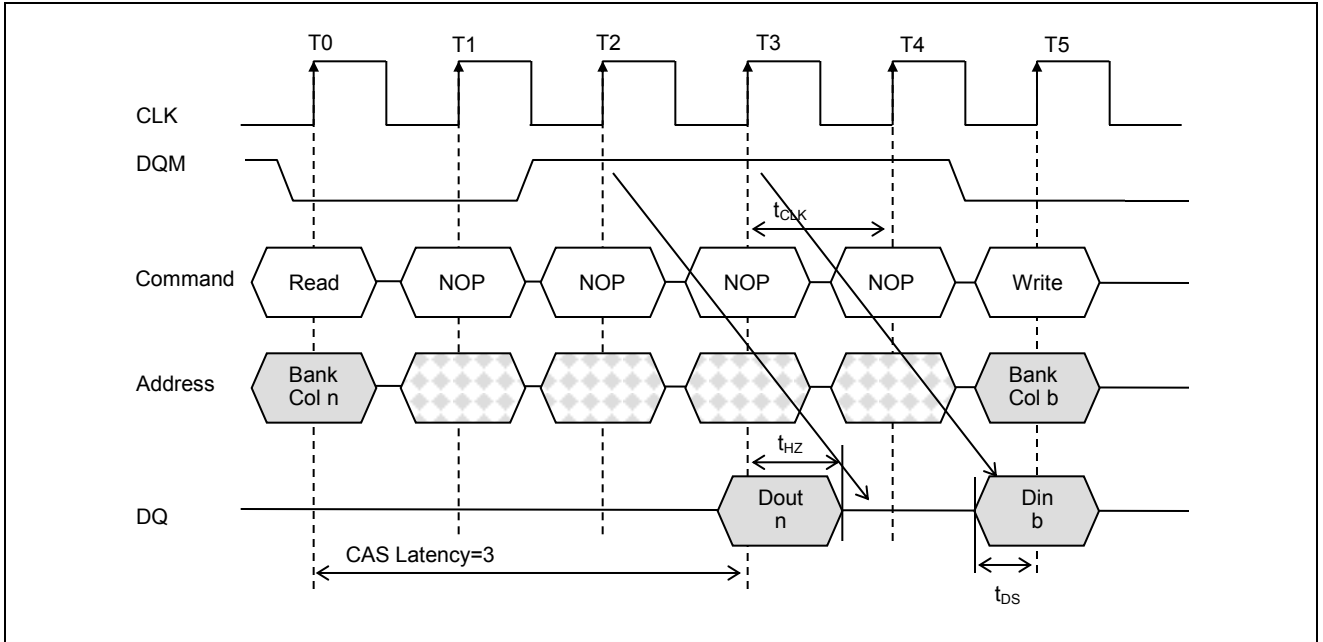 T0 T1 T2 T3 T4 T5
CLK
DQM
tCLK
Command Read NOP NOP NOP NOP Write
Address Bank Col n Bank Col b
tHZ
DQ Dout n Din b
CAS Latency=3
tDS